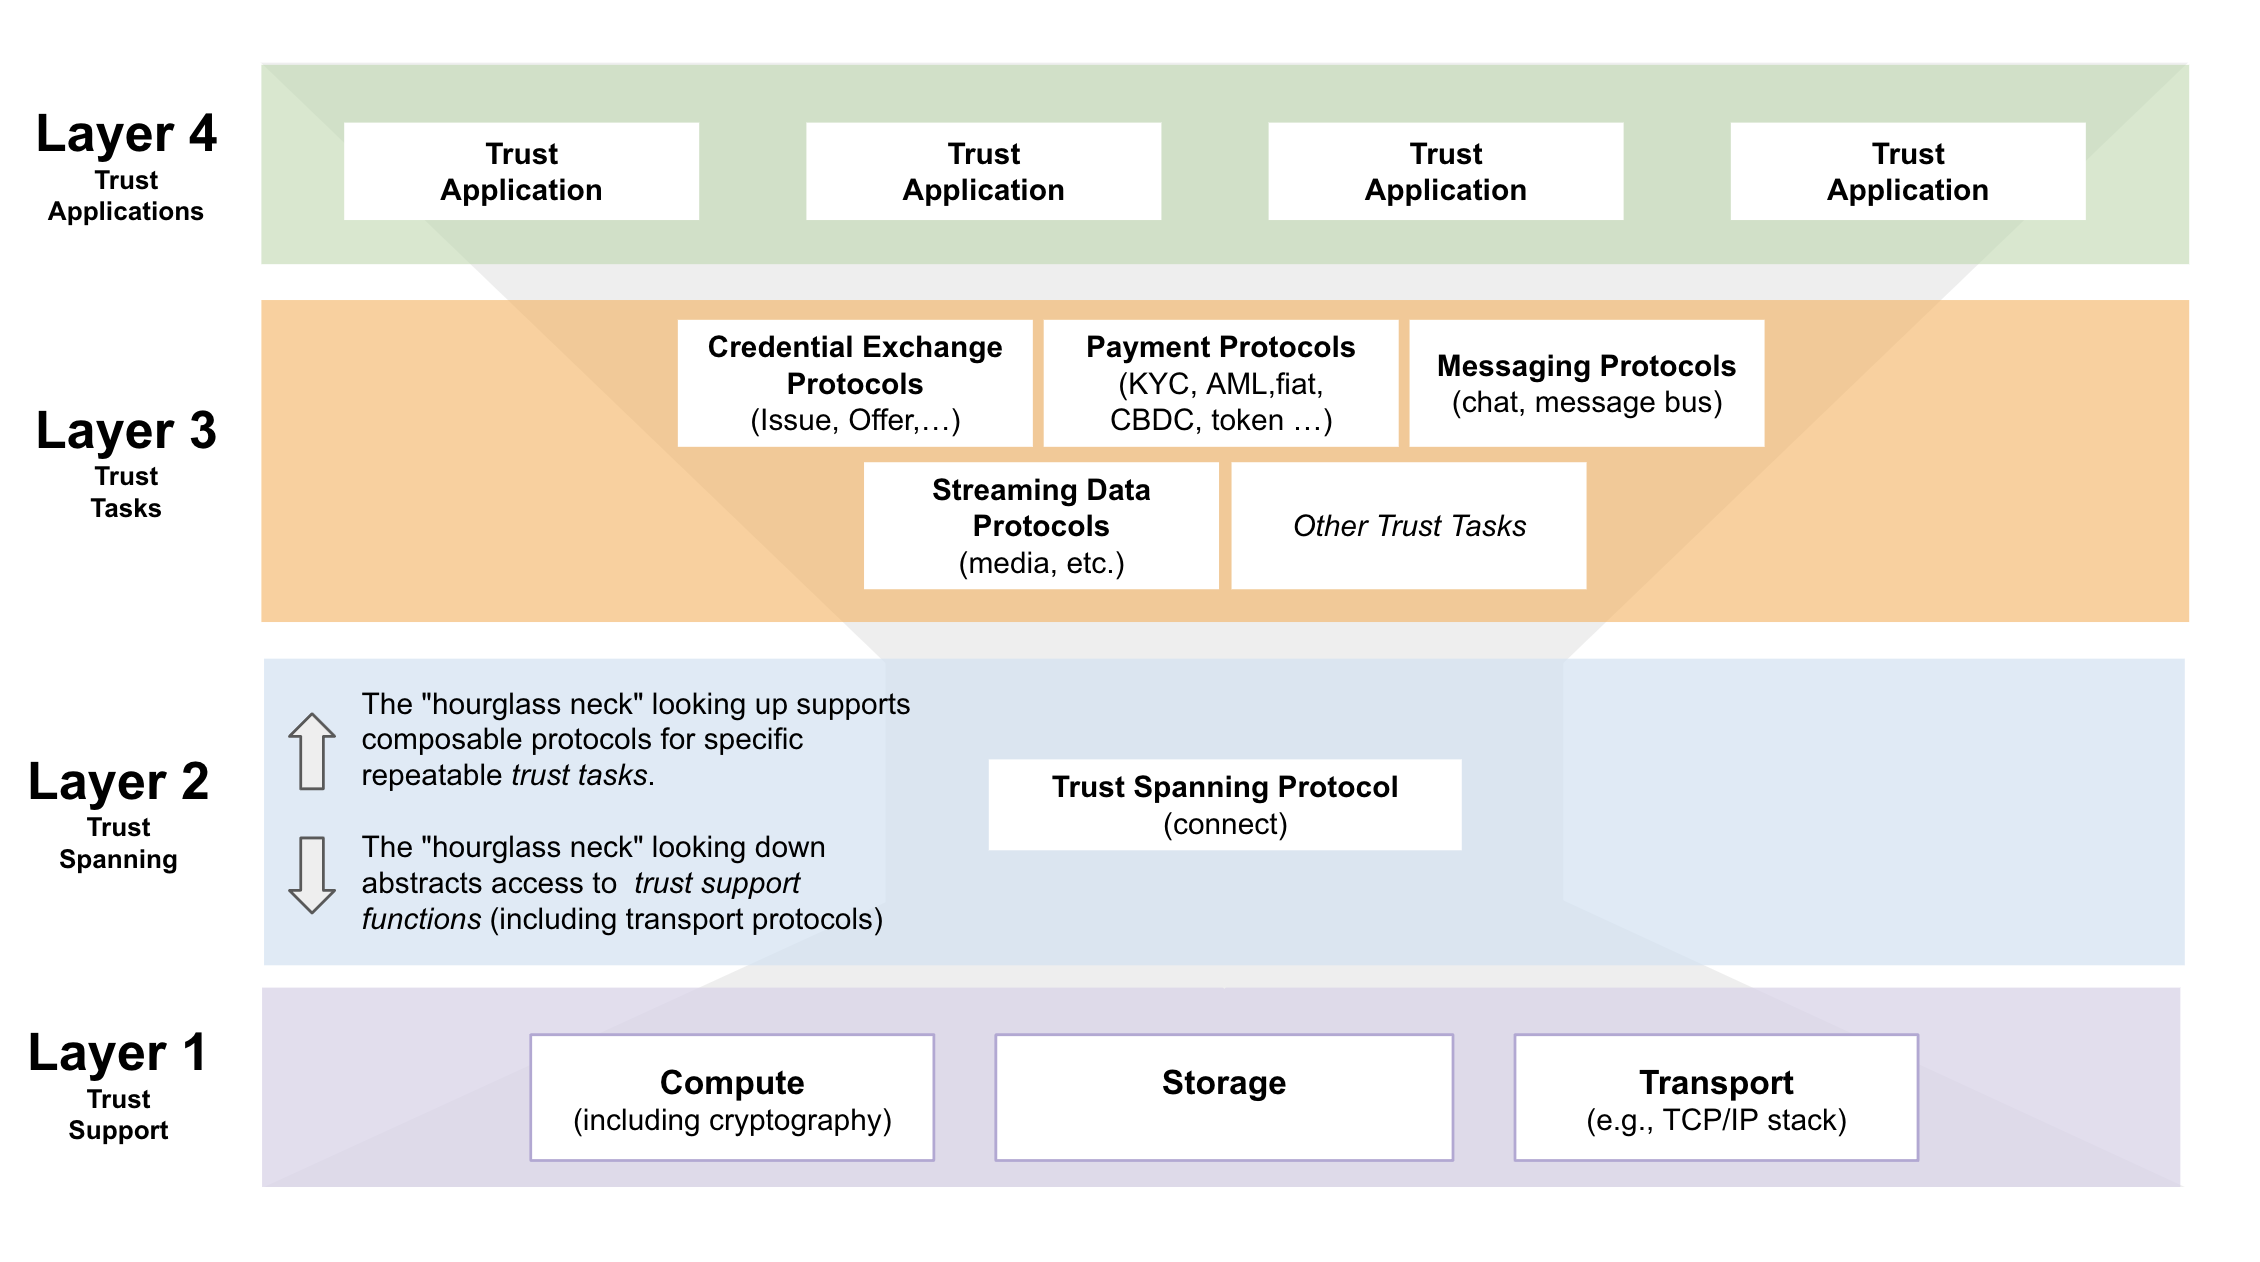 Layer 4
Trust
Applications
Trust
Application
Trust
Application
Trust
Application
Trust
Application
Layer 3
Trust
Tasks
Credential Exchange
Protocols
(Issue, Offer,…)
Payment Protocols
(KYC, AML,fiat,
CBDC, token …)
Messaging Protocols
(chat, message bus)
Streaming Data
Protocols
(media, etc.)
Other Trust Tasks
Layer 2
Trust
Spanning
The "hourglass neck" looking up supports
composable protocols for specific
repeatable trust tasks.
The "hourglass neck" looking down
abstracts access to trust support
functions (including transport protocols)
Trust Spanning Protocol
(connect)
Layer 1
Trust
Support
Compute
(including cryptography)
Storage
Transport
(e.g., TCP/IP stack)